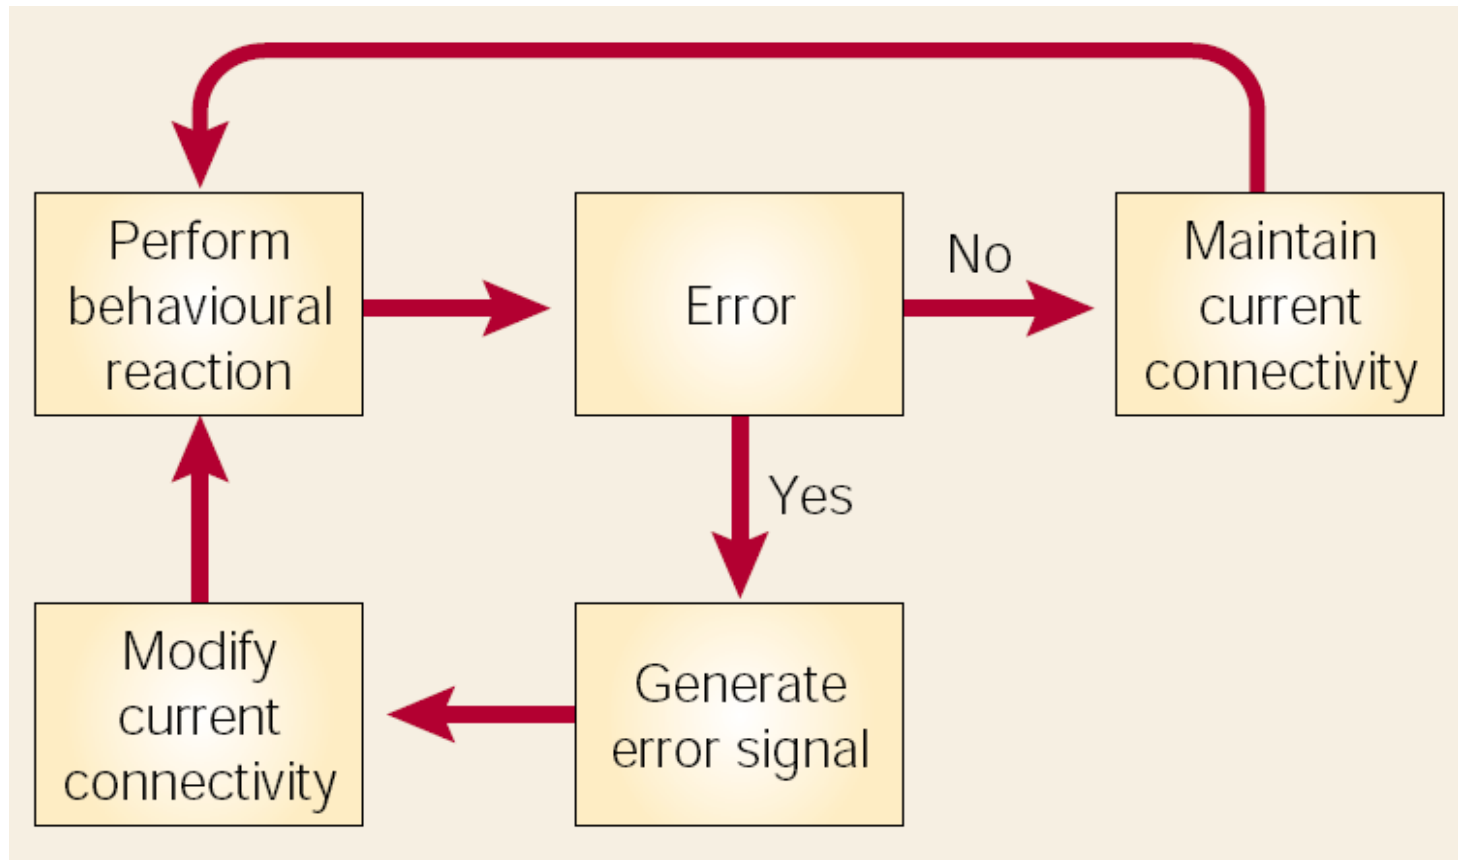 Perform
behavioural
reaction
Error
No
Maintain
current
connectivity
Yes
Modify
current
connectivity
Generate
error signal